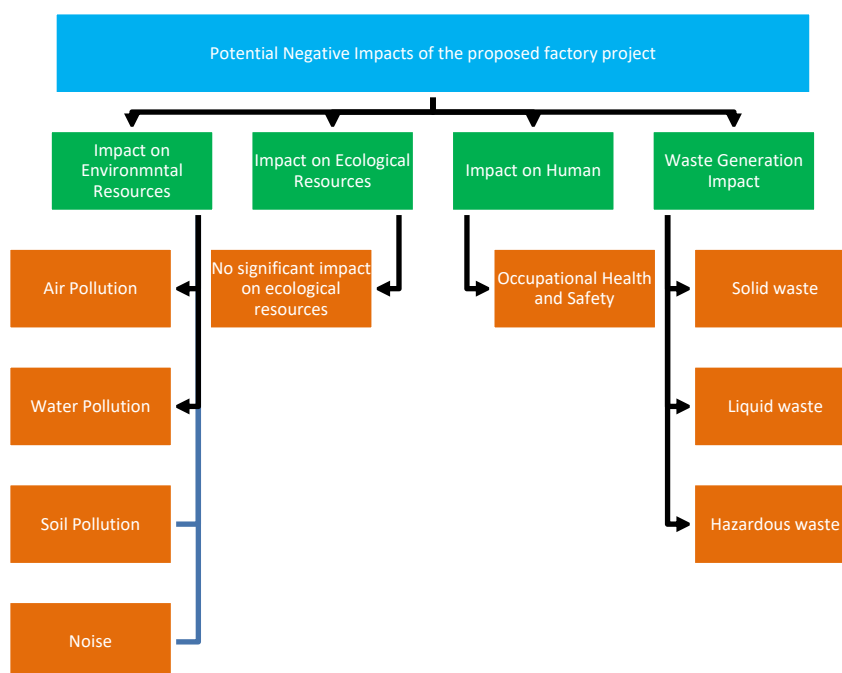 Potential Negative Impacts of the proposed factory project
Impact on
Environmntal
Resources
Impact on Ecological
Resources
Impact on Human
Waste Generation
Impact
Air Pollution
No significant impact
on ecological
resources
Occupational Health
and Safety
Solid waste
Water Pollution
Liquid waste
Soil Pollution
Hazardous waste
Noise